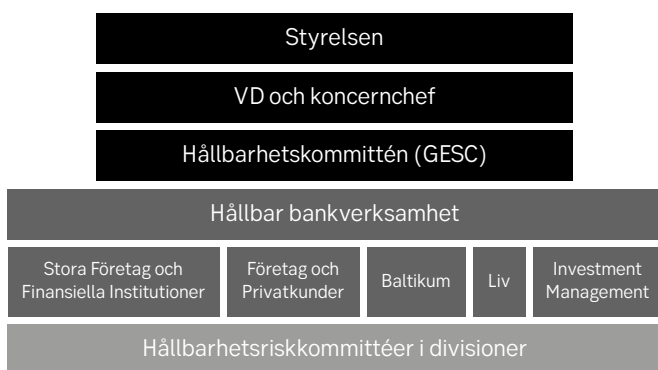 Styrelsen
VD och koncernchef
Hållbarhetskommittén (GESC)
Hållbar bankverksamhet
Stora Företag och
Finansiella Institutioner
Företag och
Privatkunder
Baltikum
Liv
Investment
Management
Hållbarhetsriskkommittéer i divisioner